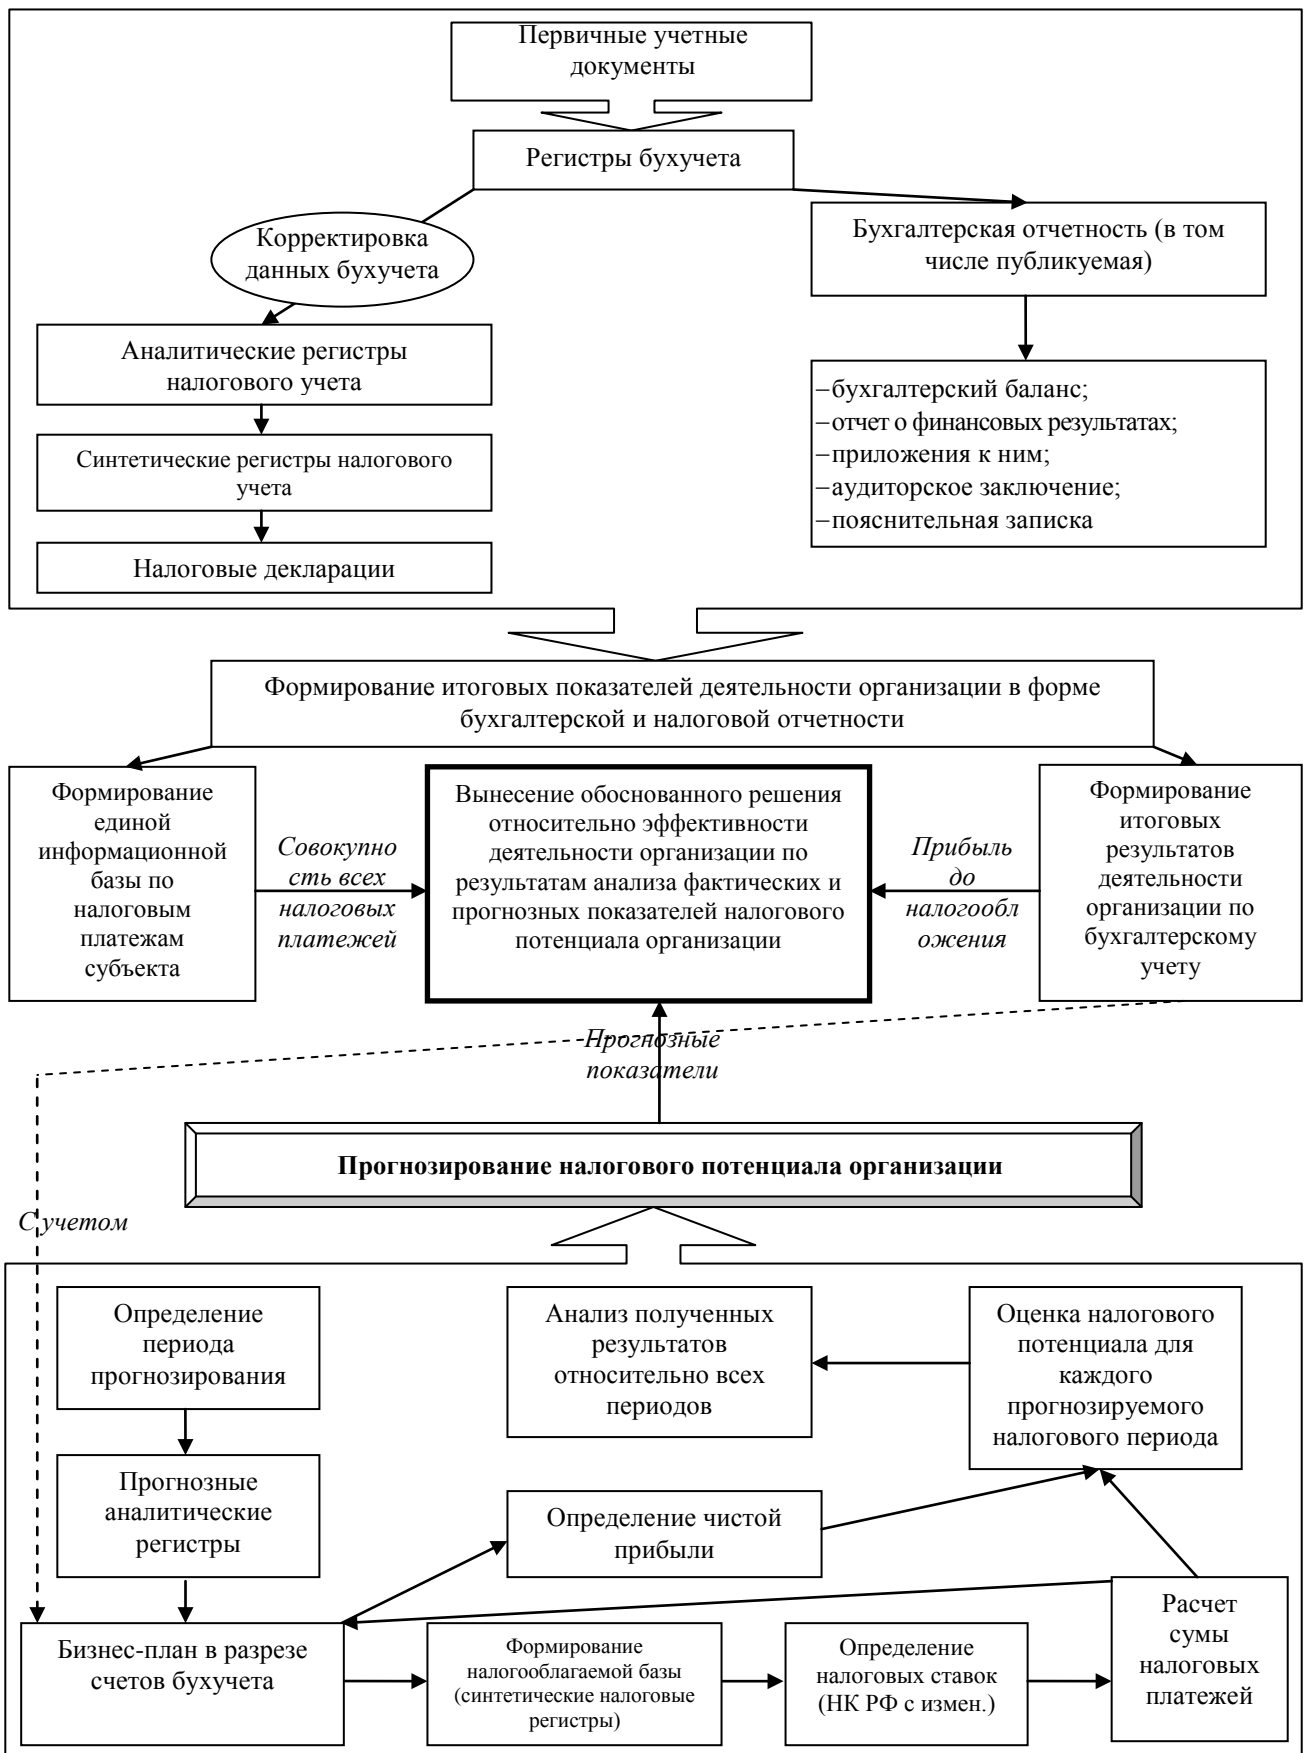 Первичные учетные
документы
Регистры бухучета
Корректировка
данных бухучета
Бухгалтерская отчетность (в том
числе публикуемая)
Аналитические регистры
налогового учета
Синтетические регистры налогового
учета
Налоговые декларации
–бухгалтерский баланс;
–отчет о финансовых результатах;
–приложения к ним;
–аудиторское заключение;
–пояснительная записка
Формирование итоговых показателей деятельности организации в форме
бухгалтерской и налоговой отчетности
Формирование
единой
информационной
базы по
налоговым
платежам
субъекта
Совокупно
сть всех
налоговых
платежей
Вынесение обоснованного решения
относительно эффективности
деятельности организации по
результатам анализа фактических и
прогнозных показателей налогового
потенциала организации
Прибыль
до
налогообл
ожения
Формирование
итоговых
результатов
деятельности
организации по
бухгалтерскому
учету
Прогнозные
показатели
Прогнозирование налогового потенциала организации
С учетом
Определение
периода
прогнозирования
Анализ полученных
результатов
относительно всех
периодов
Оценка налогового
потенциала для
каждого
прогнозируемого
налогового периода
Прогнозные
аналитические
регистры
Определение чистой
прибыли
Бизнес-план в разрезе
счетов бухучета
Формирование
налогооблагаемой базы
(синтетические налоговые
регистры)
Определение
налоговых ставок
(НК РФ с измен.)
Расчет
сумы
налоговых
платежей